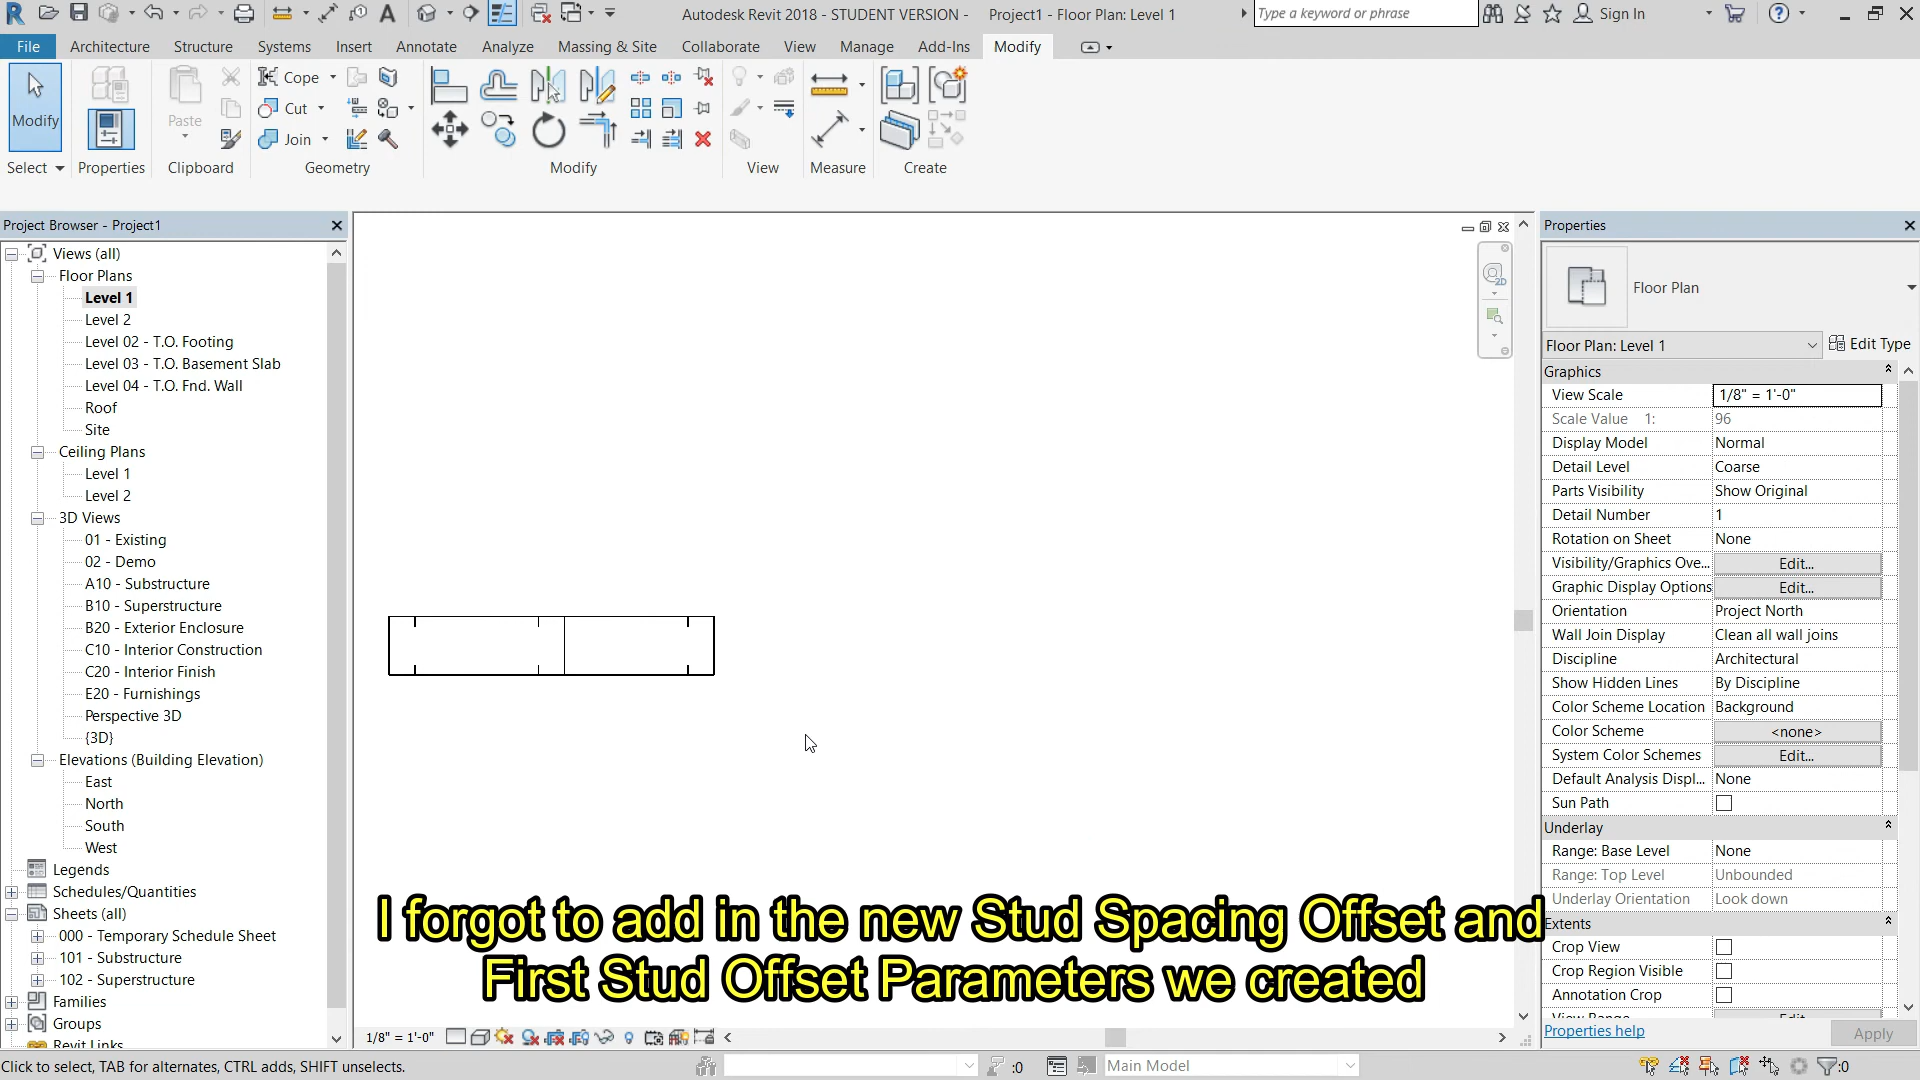 Autodesk Revit 2018 - STUDENT VERSION - Project1 - Floor Plan: Level 1
Type a keyword or phrase
Sign In
File
Architecture
Structure
Systems
Insert
Annotate
Analyze
Massing & Site
Collaborate
View
Manage
Add-Ins
Modify
Modify
Paste
Cope
Cut
Join
Select
Properties
Clipboard
Geometry
Modify
View
Measure
Create
Project Browser - Project1
Views (all)
Floor Plans
Level 1
Level 2
Level 02 - T.O. Footing
Level 03 - T.O. Basement Slab
Level 04 - T.O. Fnd. Wall
Roof
Site
Ceiling Plans
Level 1
Level 2
3D Views
01 - Existing
02 - Demo
A10 - Substructure
B10 - Superstructure
B20 - Exterior Enclosure
C10 - Interior Construction
C20 - Interior Finish
E20 - Furnishings
Perspective 3D
{3D}
Elevations (Building Elevation)
East
North
South
West
Legends
Schedules/Quantities
Sheets (all)
000 - Temporary Schedule Sheet
101 - Substructure
102 - Superstructure
Families
Groups
Revit Links
2D
I forgot to add in the new Stud Spacing Offset and
First Stud Offset Parameters we created
1/8" = 1'-0"
Properties
Floor Plan
Floor Plan: Level 1
Edit Type
Graphics
View Scale 1/8" = 1'-0"
Scale Value 1: 96
Display Model Normal
Detail Level Coarse
Parts Visibility Show Original
Detail Number 1
Rotation on Sheet None
Visibility/Graphics Ove... Edit...
Graphic Display Options Edit...
Orientation Project North
Wall Join Display Clean all wall joins
Discipline Architectural
Show Hidden Lines By Discipline
Color Scheme Location Background
Color Scheme <none>
System Color Schemes Edit...
Default Analysis Displ... None
Sun Path
Underlay
Range: Base Level None
Range: Top Level Unbounded
Underlay Orientation Look down
Extents
Crop View
Crop Region Visible
Annotation Crop
View Range Edit...
Properties help
Apply
Click to select, TAB for alternates, CTRL adds, SHIFT unselects.
:0
Main Model
:0